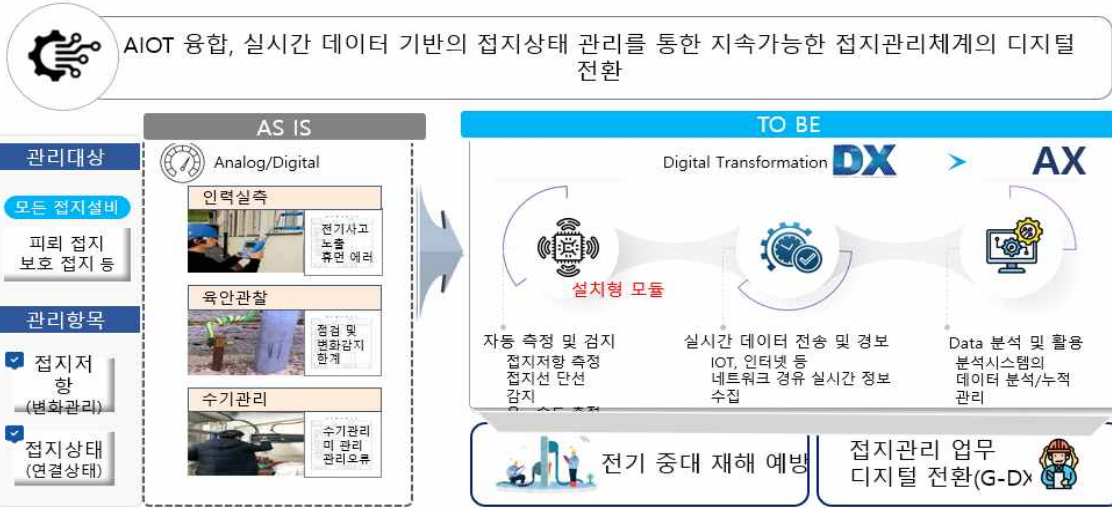 AIOT 융합, 실시간 데이터 기반의 접지상태 관리를 통한 지속가능한 접지관리체계의 디지털
전환
관리대상
모든 접지설비
피뢰 접지
보호 접지 등
관리항목
접지저
항
(변화관리)
접지상태
(연결상태)
AS IS
Analog/Digital
인력실측
전기사고
노출
휴면 에러
육안관찰
점검 및
변화감지
한계
수기관리
수기관리
미 관리
관리오류
TO BE
Digital Transformation DX > AX
설치형 모듈
자동 측정 및 검지
접지저항 측정
접지선 단선
감지
실시간 데이터 전송 및 경보
IOT, 인터넷 등
네트워크 경유 실시간 정보
수집
Data 분석 및 활용
분석시스템의
데이터 분석/누적
관리
전기 중대 재해 예방
접지관리 업무
디지털 전환(G-DX